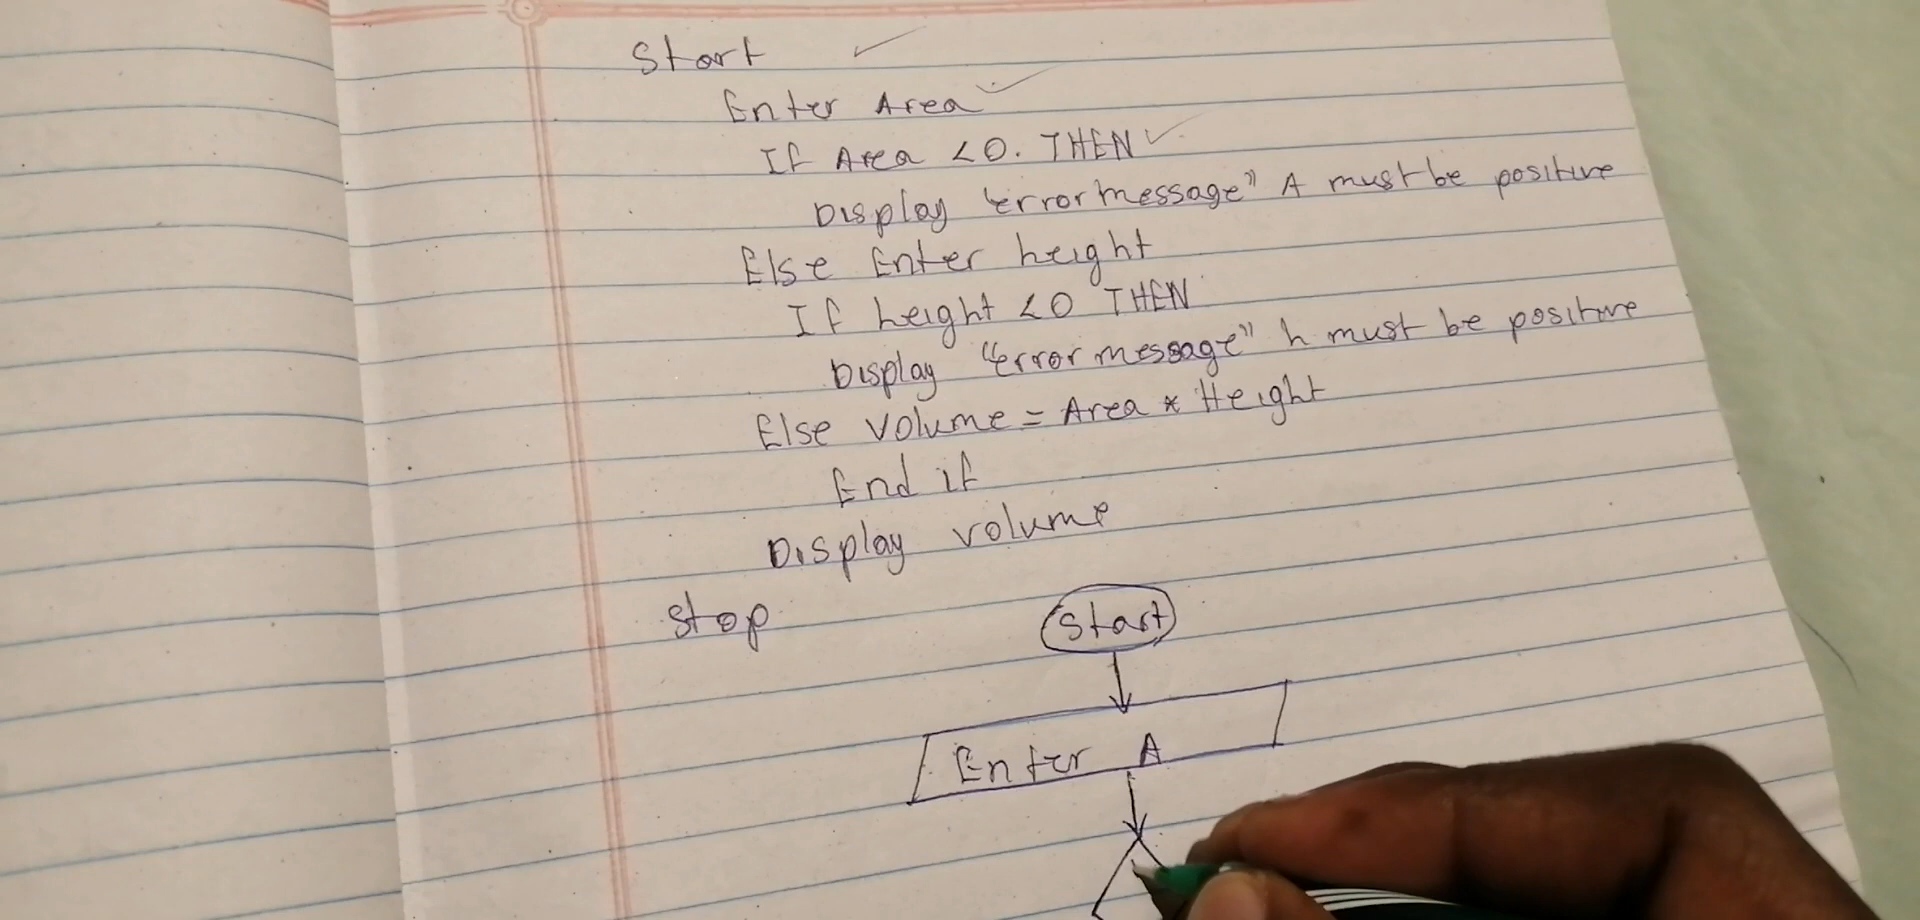 Start
Enter Area
If Area <0. THEN
Display "error message" A must be positive
Else Enter height
If height <0 THEN
Display "error message" h must be positive
Else volume = Area * Height
End if
Display volume
Stop
Start
Enter A